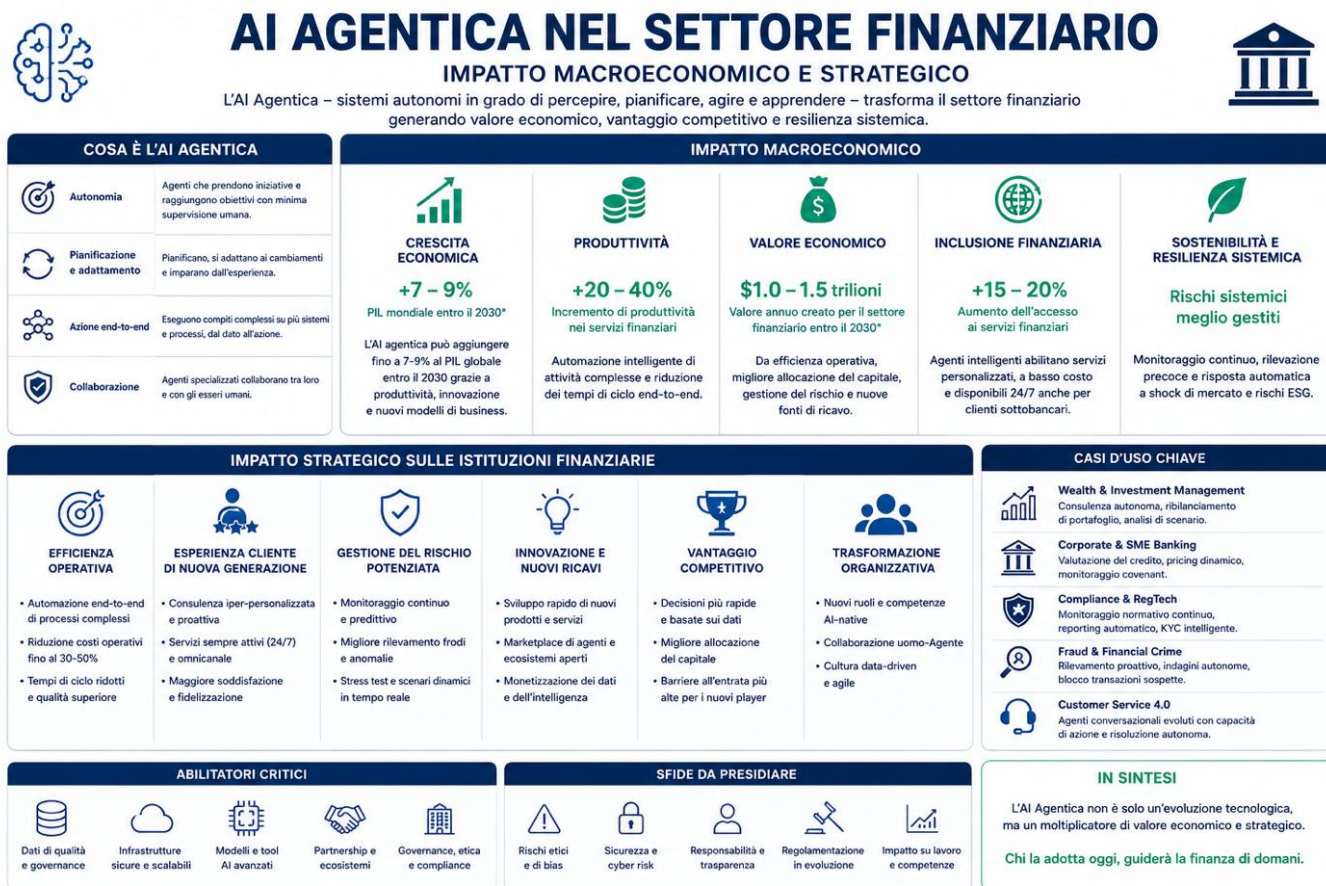 AI AGENTICA NEL SETTORE FINANZIARIO
IMPATTO MACROECONOMICO E STRATEGICO
L'AI Agentica – sistemi autonomi in grado di percepire, pianificare, agire e apprendere – trasforma il settore finanziario
generando valore economico, vantaggio competitivo e resilienza sistemica.
COSA È L'AI AGENTICA
Autonomia
Agenti che prendono iniziative e
raggiungono obiettivi con minima
supervisione umana.
Pianificazione
e adattamento
Pianificano, si adattano ai cambiamenti
e imparano dall'esperienza.
Azione end-to-end
Eseguono compiti complessi su più sistemi
e processi, dal dato all'azione.
Collaborazione
Agenti specializzati collaborano tra loro
e con gli esseri umani.
IMPATTO MACROECONOMICO
CRESCITA
ECONOMICA
+7 – 9%
PIL mondiale entro il 2030*
L'AI agentica può aggiungere
fino a 7-9% al PIL globale
entro il 2030 grazie a
produttività, innovazione
e nuovi modelli di business.
PRODUTTIVITÀ
+20 – 40%
Incremento di produttività
nei servizi finanziari
Automazione intelligente di
attività complesse e riduzione
dei tempi di ciclo end-to-end.
$
VALORE ECONOMICO
$1.0 – 1.5 trilioni
Valore annuo creato per il settore
finanziario entro il 2030*
Da efficienza operativa,
migliore allocazione del capitale,
gestione del rischio e nuove
fonti di ricavo.
INCLUSIONE FINANZIARIA
+15 – 20%
Aumento dell'accesso
ai servizi finanziari
Agenti intelligenti abilitano servizi
personalizzati, a basso costo
e disponibili 24/7 anche per
clienti sottobancari.
SOSTENIBILITÀ E
RESILIENZA SISTEMICA
Rischi sistemici
meglio gestiti
Monitoraggio continuo, rilevazione
precoce e risposta automatica
a shock di mercato e rischi ESG.
IMPATTO STRATEGICO SULLE ISTITUZIONI FINANZIARIE
EFFICIENZA
OPERATIVA
• Automazione end-to-end
di processi complessi
• Riduzione costi operativi
fino al 30-50%
• Tempi di ciclo ridotti
e qualità superiore
ESPERIENZA CLIENTE
DI NUOVA GENERAZIONE
• Consulenza iper-personalizzata
e proattiva
• Servizi sempre attivi (24/7)
e omnicanale
• Maggiore soddisfazione
e fidelizzazione
GESTIONE DEL RISCHIO
POTENZIATA
• Monitoraggio continuo
e predittivo
• Migliore rilevamento frodi
e anomalie
• Stress test e scenari dinamici
in tempo reale
INNOVAZIONE E
NUOVI RICAVI
• Sviluppo rapido di nuovi
prodotti e servizi
• Marketplace di agenti e
ecosistemi aperti
• Monetizzazione dei dati
e dell'intelligenza
VANTAGGIO
COMPETITIVO
• Decisioni più rapide
e basate sui dati
• Migliore allocazione
del capitale
• Barriere all'entrata più
alte per i nuovi player
TRASFORMAZIONE
ORGANIZZATIVA
• Nuovi ruoli e competenze
AI-native
• Collaborazione uomo-Agente
• Cultura data-driven
e agile
CASI D'USO CHIAVE
Wealth & Investment Management
Consulenza autonoma, ribilanciamento
di portafoglio, analisi di scenario.
Corporate & SME Banking
Valutazione del credito, pricing dinamico,
monitoraggio covenant.
Compliance & RegTech
Monitoraggio normativo continuo,
reporting automatico, KYC intelligente.
Fraud & Financial Crime
Rilevamento proattivo, indagini autonome,
blocco transazioni sospette.
Customer Service 4.0
Agenti conversazionali evoluti con capacità
di azione e risoluzione autonoma.
ABILITATORI CRITICI
Dati di qualità
e governance
Infrastrutture
sicure e scalabili
Modelli e tool
AI avanzati
Partnership e
ecosistemi
Governance, etica
e compliance
SFIDE DA PRESIDIARE
Rischi etici
e di bias
Sicurezza e
cyber risk
Responsabilità e
trasparenza
Regolamentazione
in evoluzione
Impatto su lavoro
e competenze
IN SINTESI
L'AI Agentica non è solo un'evoluzione tecnologica,
ma un moltiplicatore di valore economico e strategico.
Chi la adotta oggi, guiderà la finanza di domani.